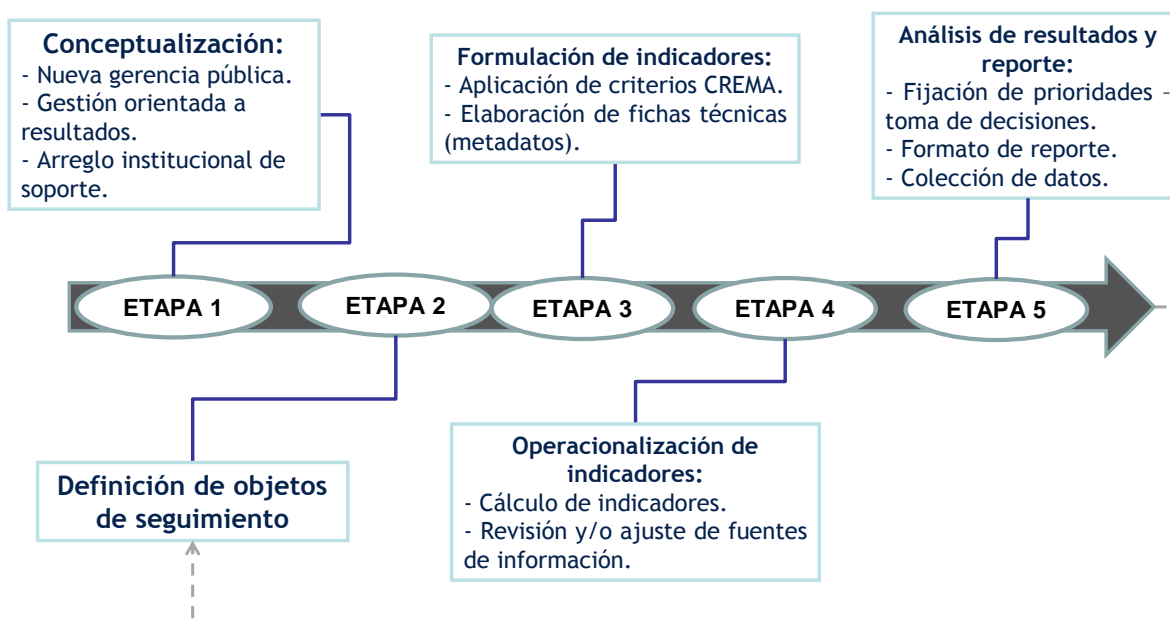 Conceptualización:
- Nueva gerencia pública.
- Gestión orientada a
resultados.
- Arreglo institucional de
soporte.
Formulación de indicadores:
- Aplicación de criterios CREMA.
- Elaboración de fichas técnicas
(metadatos).
Análisis de resultados y
reporte:
- Fijación de prioridades –
toma de decisiones.
- Formato de reporte.
- Colección de datos.
ETAPA 1
ETAPA 2
ETAPA 3
ETAPA 4
ETAPA 5
Definición de objetos
de seguimiento
Operacionalización de
indicadores:
- Cálculo de indicadores.
- Revisión y/o ajuste de fuentes
de información.